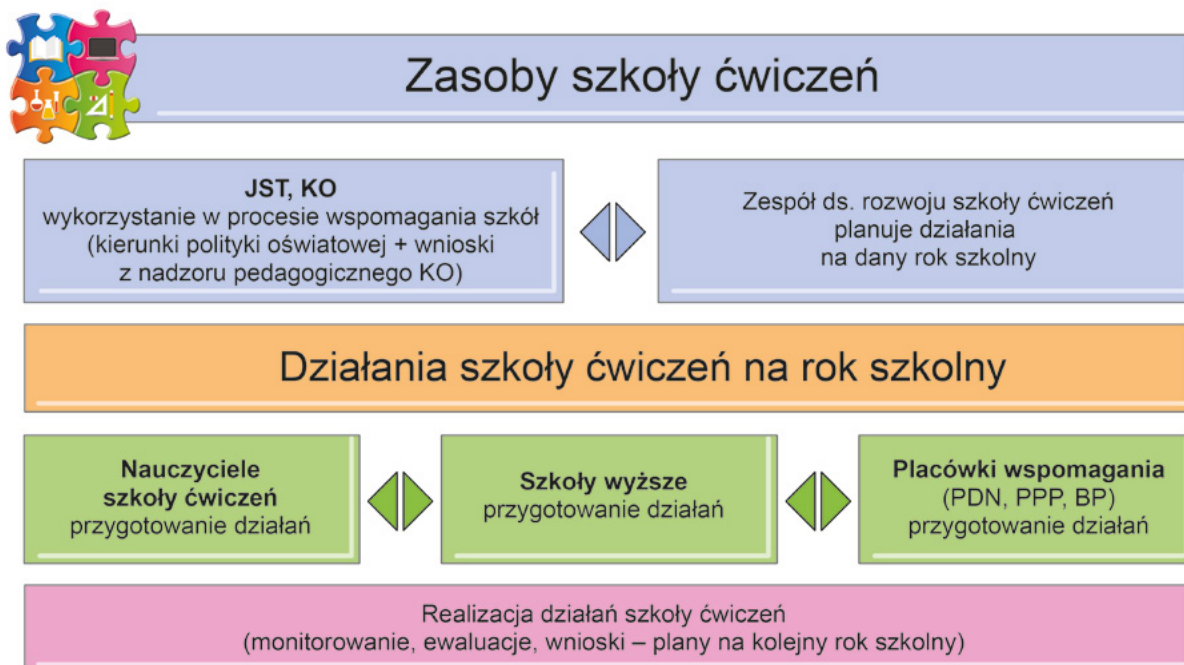 Zasoby szkoły ćwiczeń
JST, KO
wykorzystanie w procesie wspomagania szkół
(kierunki polityki oświatowej + wnioski
z nadzoru pedagogicznego KO)
Zespół ds. rozwoju szkoły ćwiczeń
planuje działania
na dany rok szkolny
Działania szkoły ćwiczeń na rok szkolny
Nauczyciele
szkoły ćwiczeń
przygotowanie działań
Szkoły wyższe
przygotowanie działań
Placówki wspomagania
(PDN, PPP, BP)
przygotowanie działań
Realizacja działań szkoły ćwiczeń
(monitorowanie, ewaluacje, wnioski – plany na kolejny rok szkolny)